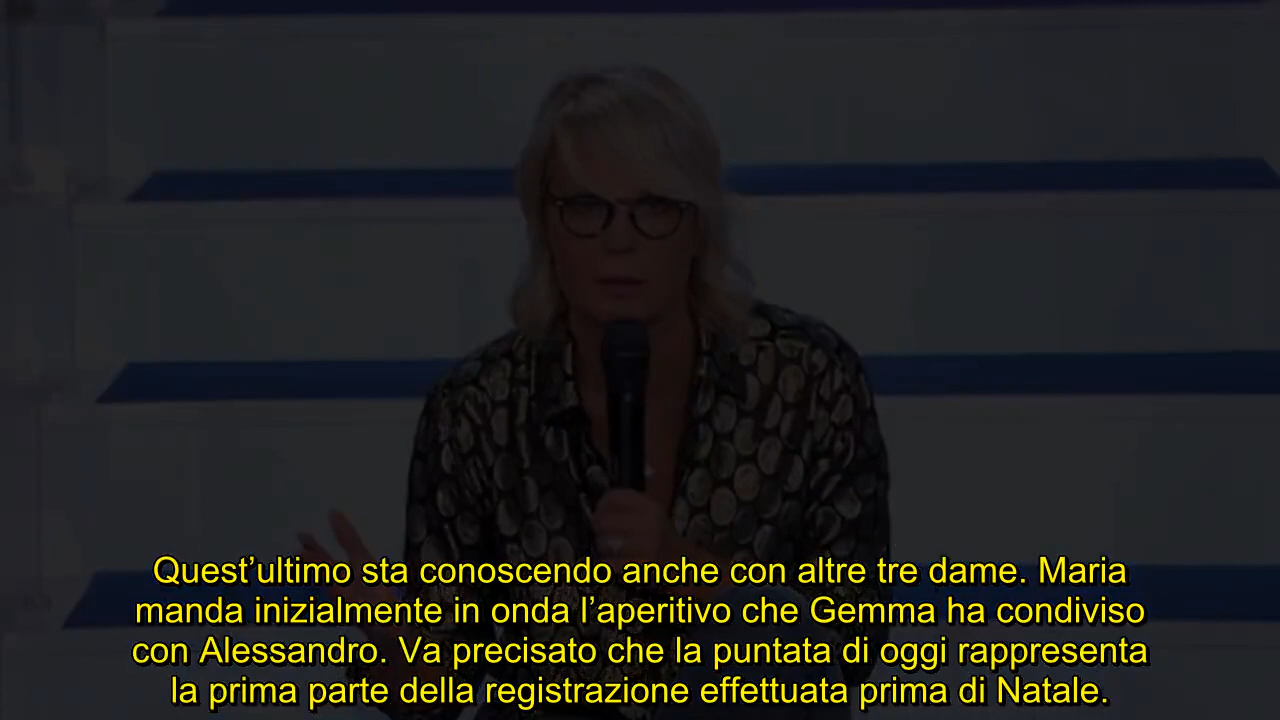 Quest’ultimo sta conoscendo anche con altre tre dame. Maria
manda inizialmente in onda l’aperitivo che Gemma ha condiviso
con Alessandro. Va precisato che la puntata di oggi rappresenta
la prima parte della registrazione effettuata prima di Natale.